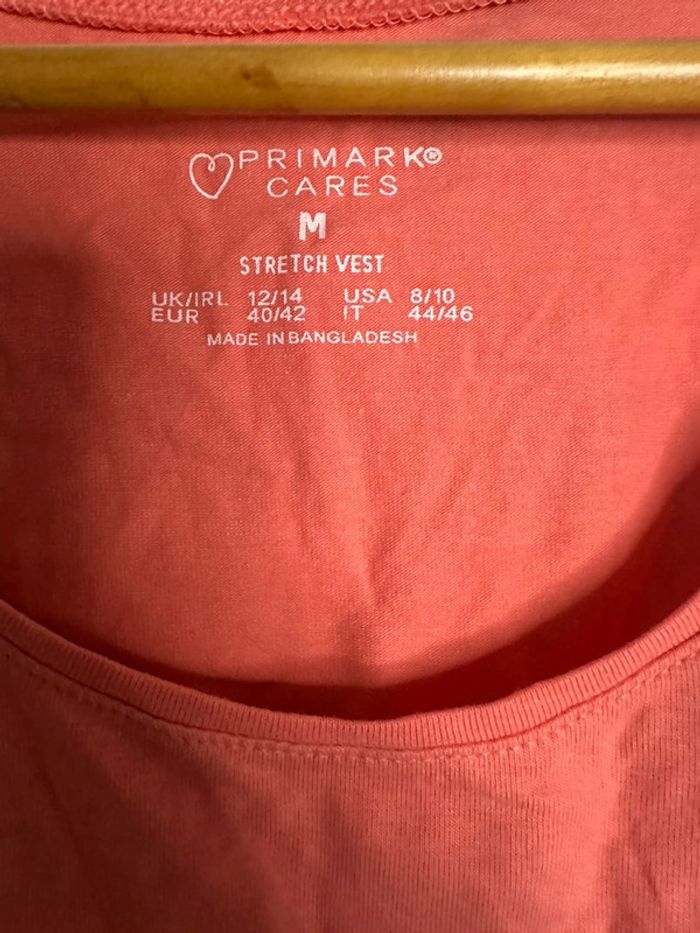 PRIMARK®
CARES
M
STRETCH VEST
UK/IRL 12/14 USA 8/10
EUR 40/42 IT 44/46
MADE IN BANGLADESH